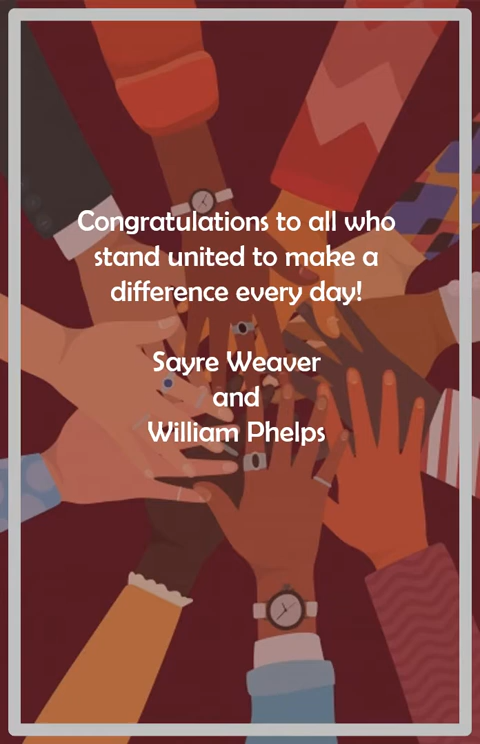 Congratulations to all who
stand united to make a
difference every day!
Sayre Weaver
and
William Phelps